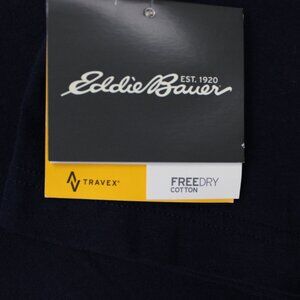 EST. 1920
Eddie Bauer
TRAVEX®
FREEDRY
COTTON